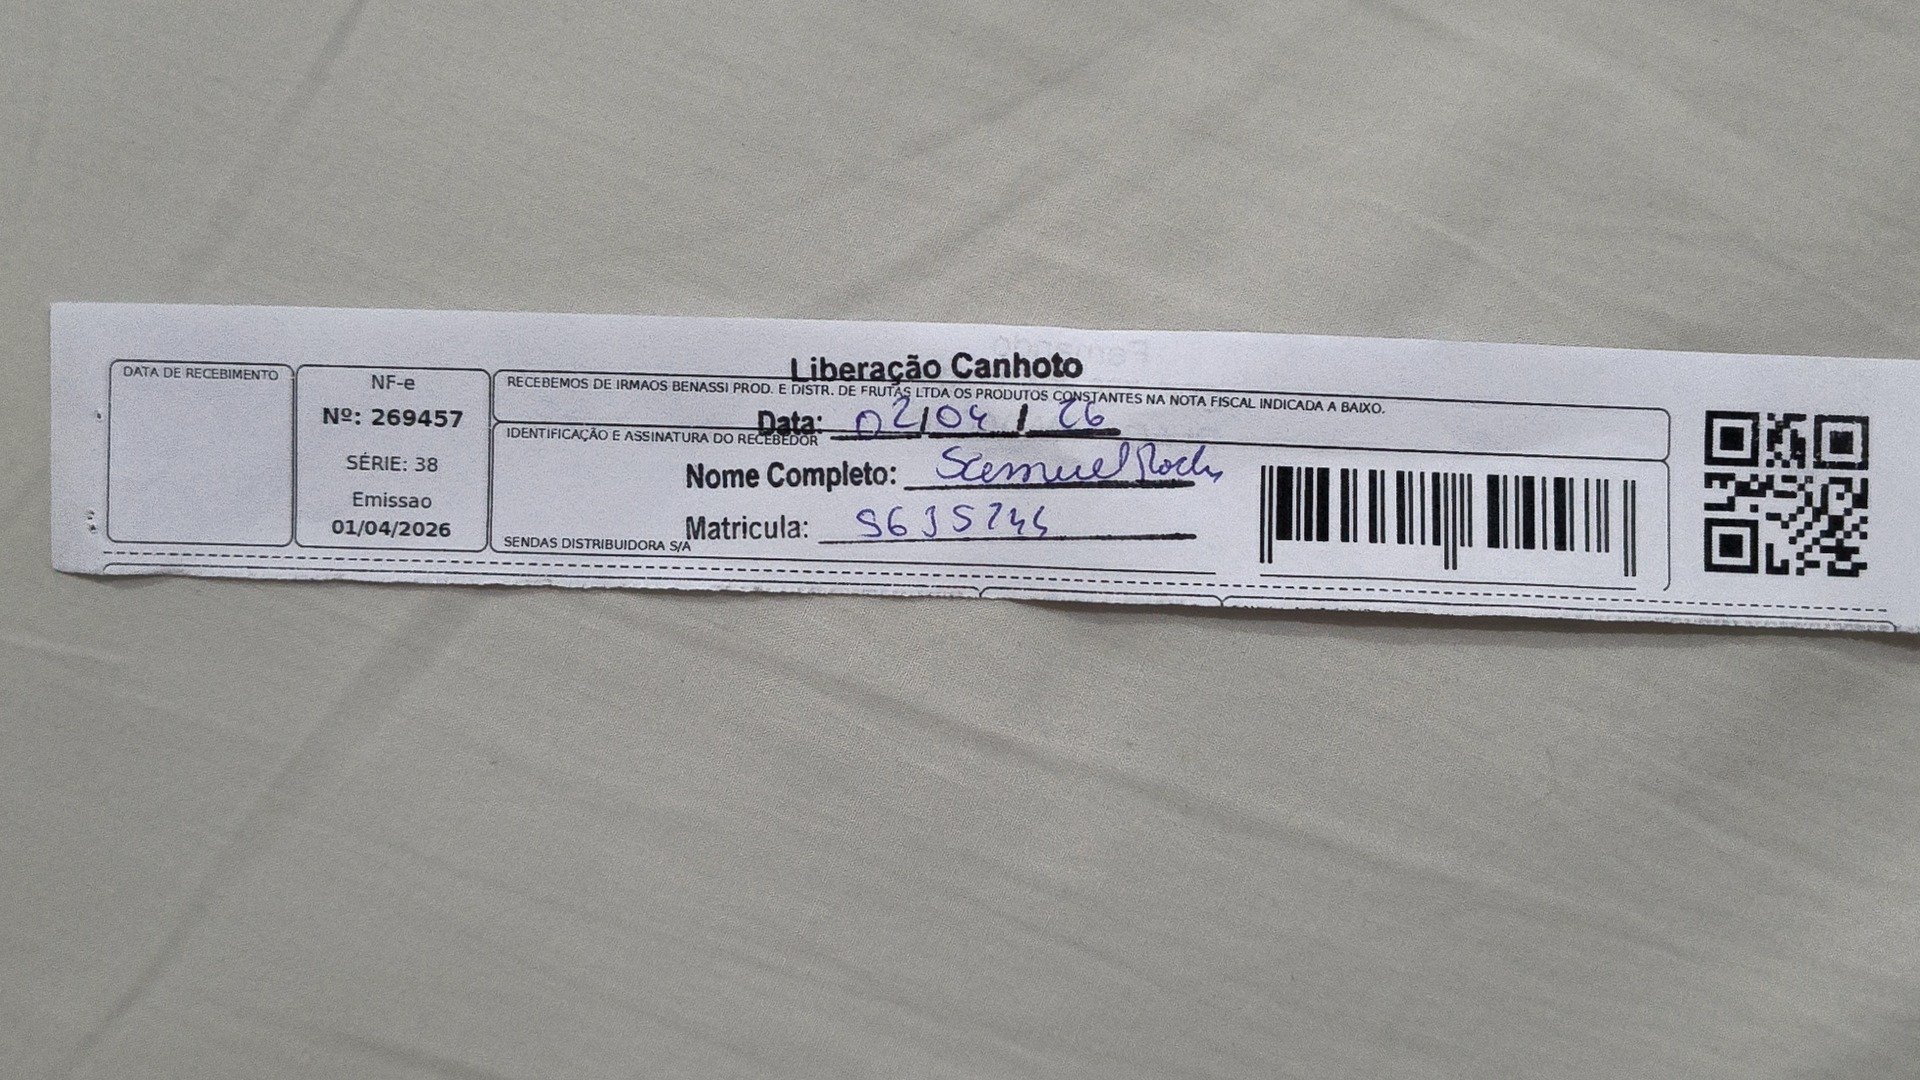 Liberação Canhoto
DATA DE RECEBIMENTO
NF-e
Nº: 269457
SÉRIE: 38
Emissao
01/04/2026
RECEBEMOS DE IRMAOS BENASSI PROD. E DISTR. DE FRUTAS LTDA OS PRODUTOS CONSTANTES NA NOTA FISCAL INDICADA A BAIXO.
Data: 02/04/26
IDENTIFICAÇÃO E ASSINATURA DO RECEBEDOR
Nome Completo: Samuel Rocha
Matricula:
SENDAS DISTRIBUIDORA S/A